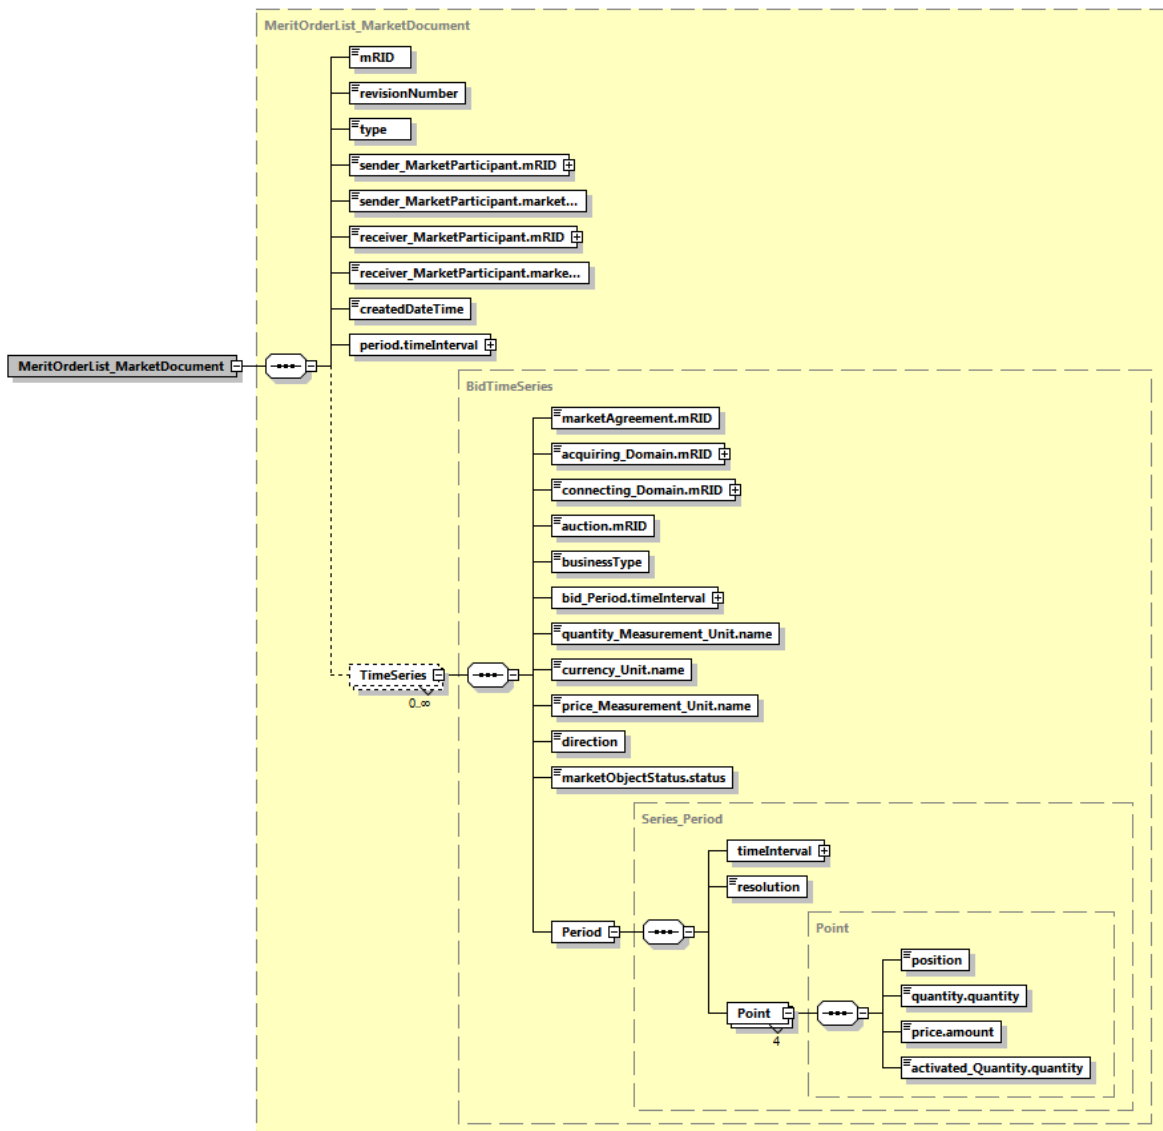 MeritOrderList_MarketDocument
mRID
revisionNumber
type
sender_MarketParticipant.mRID
sender_MarketParticipant.market...
receiver_MarketParticipant.mRID
receiver_MarketParticipant.marke...
createdDateTime
period.timeInterval
MeritOrderList_MarketDocument
BidTimeSeries
marketAgreement.mRID
acquiring_Domain.mRID
connecting_Domain.mRID
auction.mRID
businessType
bid_Period.timeInterval
quantity_Measurement_Unit.name
currency_Unit.name
TimeSeries
0..∞
price_Measurement_Unit.name
direction
marketObjectStatus.status
Series_Period
timeInterval
resolution
Period
Point
position
quantity.quantity
Point
4
price.amount
activated_Quantity.quantity